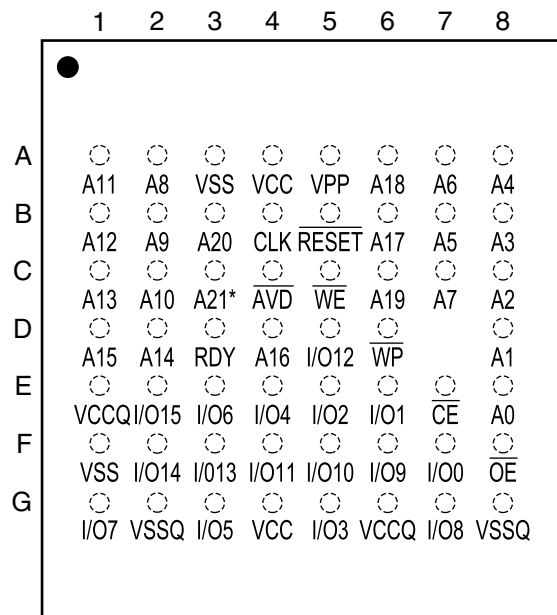 1 2 3 4 5 6 7 8
A
A11 A8 VSS VCC VPP A18 A6 A4
B
A12 A9 A20 CLK RESET A17 A5 A3
C
A13 A10 A21* AVD WE A19 A7 A2
D
A15 A14 RDY A16 I/O12 WP A1
E
VCCQ I/O15 I/O6 I/O4 I/O2 I/O1 CE A0
F
VSS I/O14 I/013 I/O11 I/O10 I/O9 I/O0 OE
G
I/O7 VSSQ I/O5 VCC I/O3 VCCQ I/O8 VSSQ